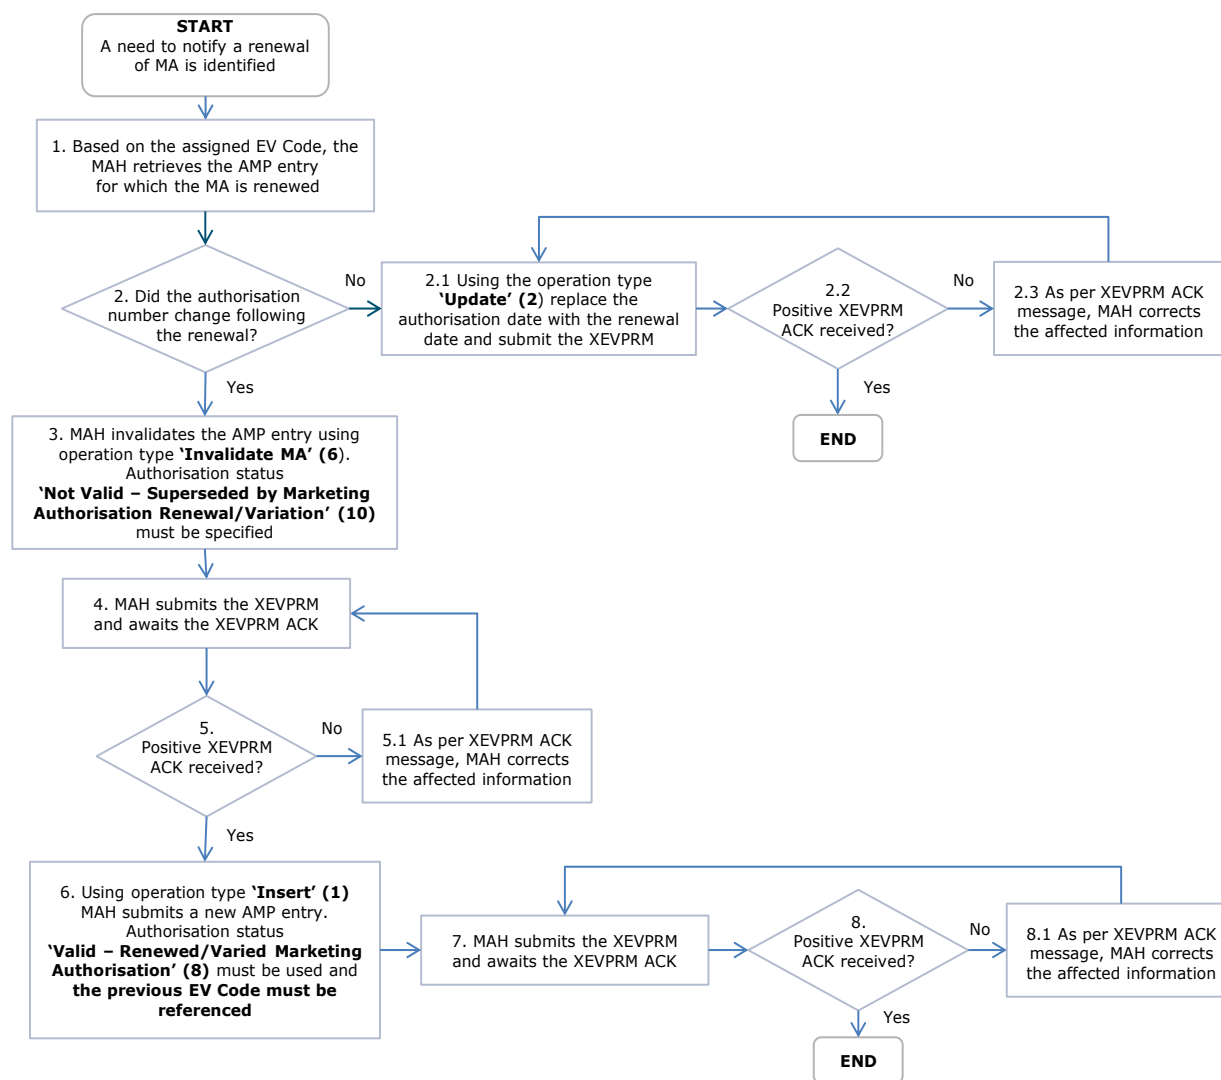 START
A need to notify a renewal
of MA is identified
1. Based on the assigned EV Code, the
MAH retrieves the AMP entry
for which the MA is renewed
2. Did the authorisation
number change following
the renewal?
No
2.1 Using the operation type
‘Update’ (2) replace the
authorisation date with the renewal
date and submit the XEVPRM
2.2
Positive XEVPRM
ACK received?
No
2.3 As per XEVPRM ACK
message, MAH corrects
the affected information
Yes
END
Yes
3. MAH invalidates the AMP entry using
operation type ‘Invalidate MA’ (6).
Authorisation status
‘Not Valid – Superseded by Marketing
Authorisation Renewal/Variation’ (10)
must be specified
4. MAH submits the XEVPRM
and awaits the XEVPRM ACK
5.
Positive XEVPRM
ACK received?
No
5.1 As per XEVPRM ACK
message, MAH corrects
the affected information
Yes
6. Using operation type ‘Insert’ (1)
MAH submits a new AMP entry.
Authorisation status
‘Valid – Renewed/Varied Marketing
Authorisation’ (8) must be used and
the previous EV Code must be
referenced
7. MAH submits the XEVPRM
and awaits the XEVPRM ACK
8.
Positive XEVPRM
ACK received?
No
8.1 As per XEVPRM ACK
message, MAH corrects
the affected information
Yes
END